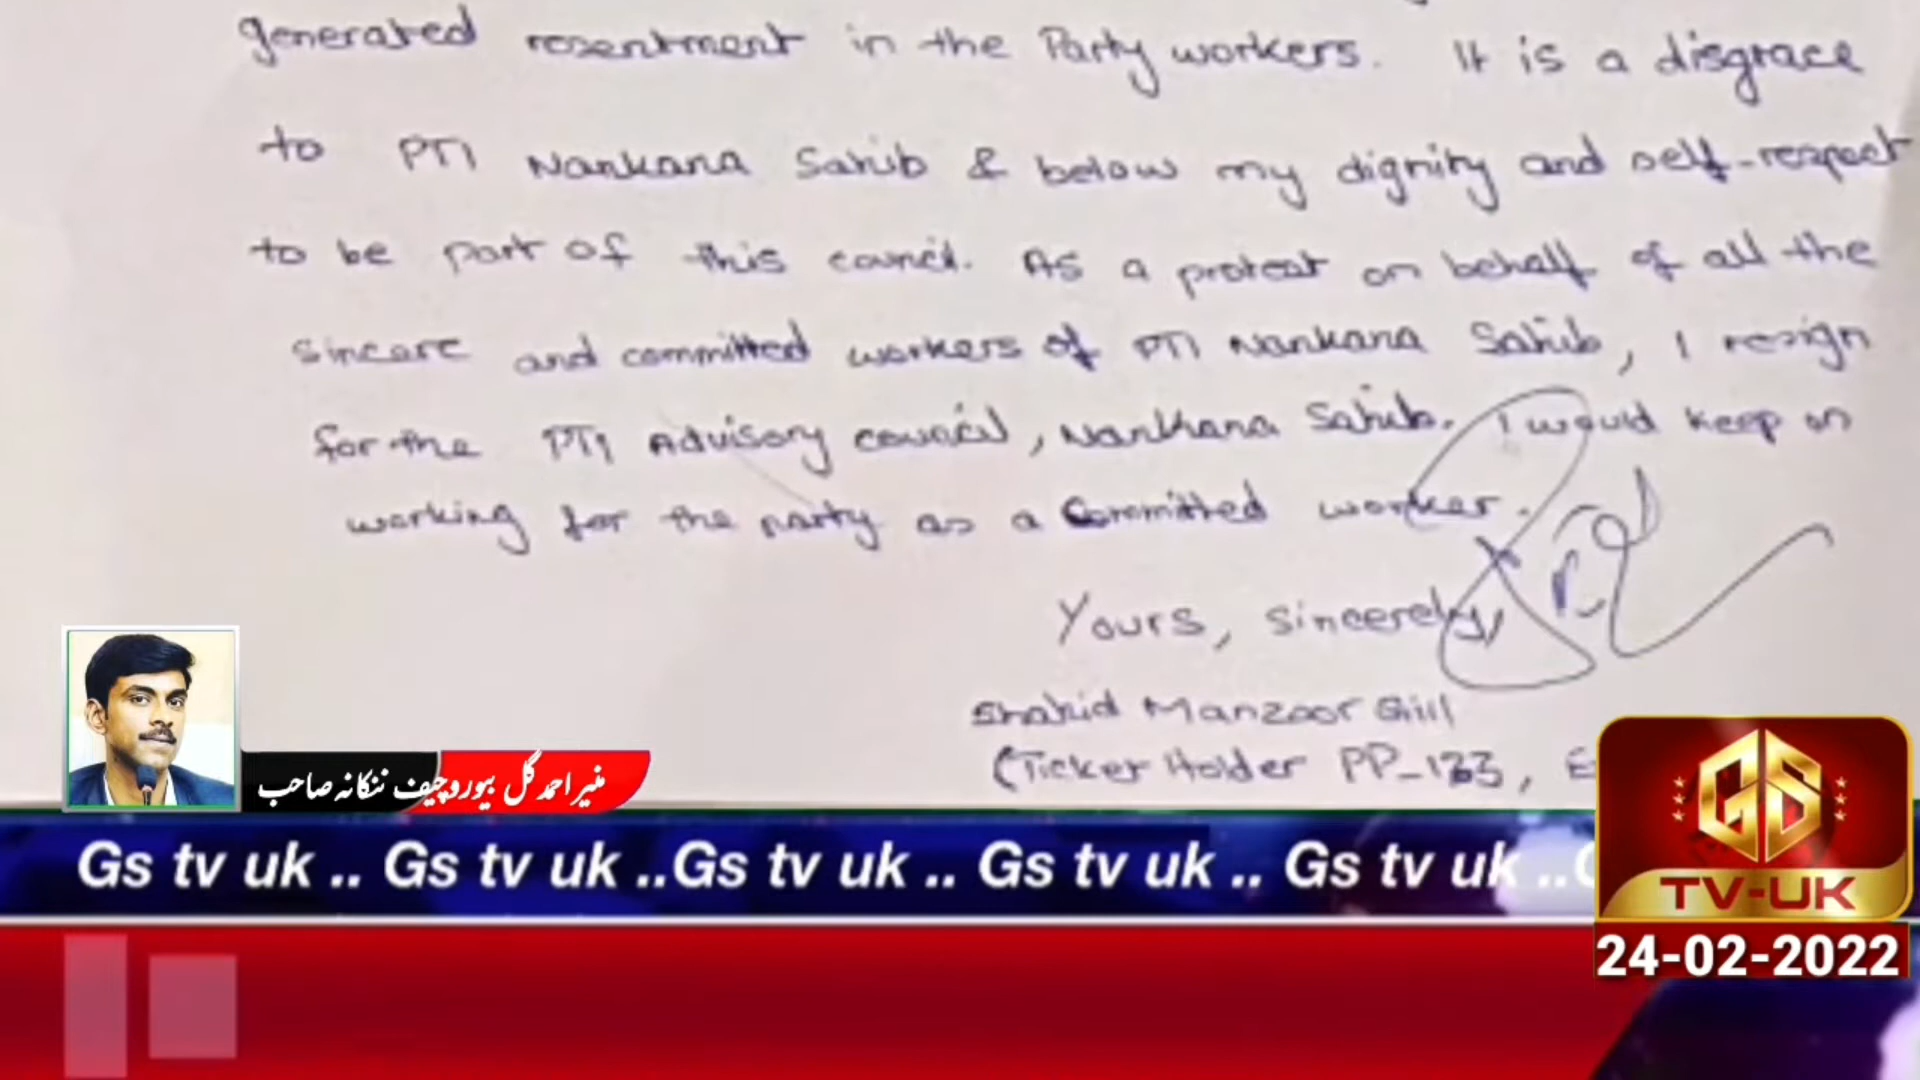 generated resentment in the Party workers. It is a disgrace
to PTI Nankana Sahib & below my dignity and self-respect
to be part of this council. As a protest on behalf of all the
sincere and committed workers of PTI Nankana Sahib, I resign
for the PTI Advisory Council, Nankana Sahib. I would keep on
working for the party as a Committed worker.
Yours, sincerely,
Shahid Manzoor Gill
(Ticker Holder PP-133,
منیر احمد گل بیوروچیف ننکانہ صاحب
Gs tv uk .. Gs tv uk ..Gs tv uk .. Gs tv uk .. Gs tv uk ..
GS
TV-UK
24-02-2022